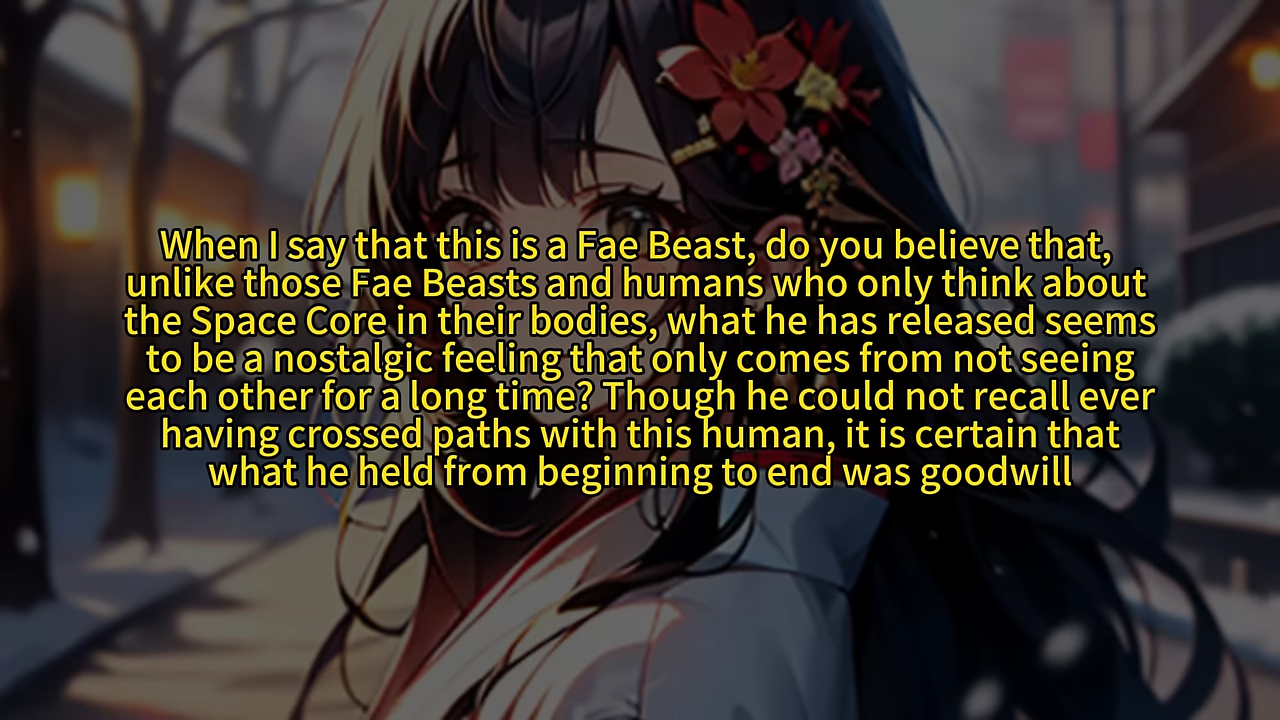 When I say that this is a Fae Beast, do you believe that,
unlike those Fae Beasts and humans who only think about
the Space Core in their bodies, what he has released seems
to be a nostalgic feeling that only comes from not seeing
each other for a long time? Though he could not recall ever
having crossed paths with this human, it is certain that
what he held from beginning to end was goodwill